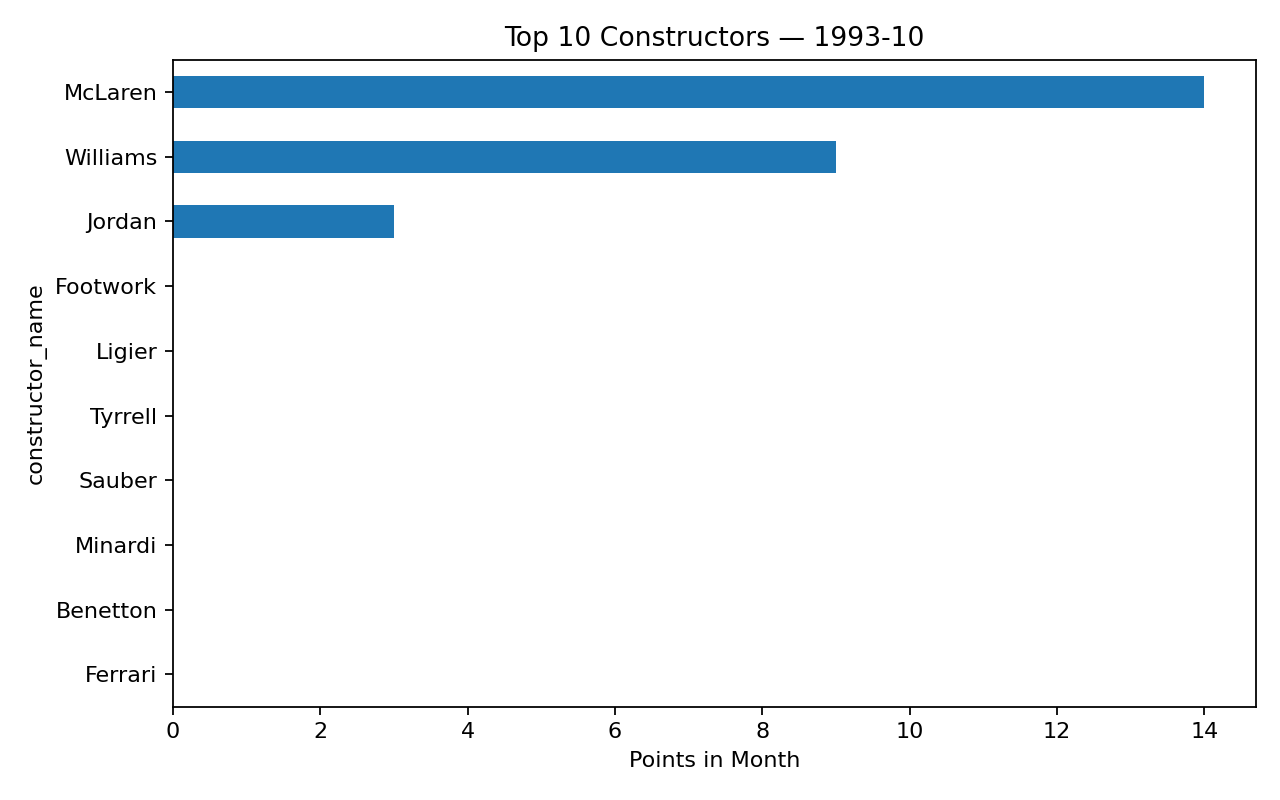 Top 10 Constructors — 1993-10
constructor_name
McLaren
Williams
Jordan
Footwork
Ligier
Tyrrell
Sauber
Minardi
Benetton
Ferrari
0 2 4 6 8 10 12 14
Points in Month